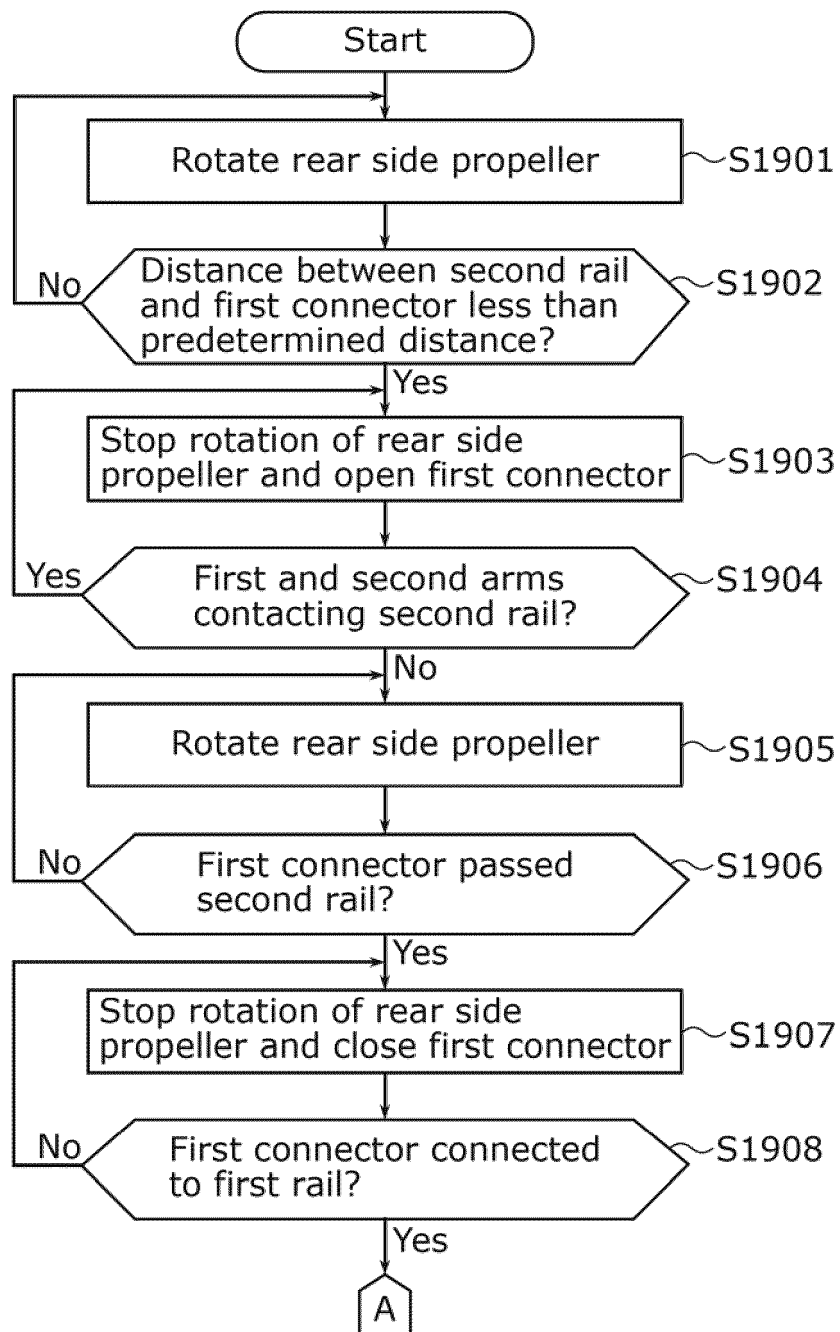 Start
Rotate rear side propeller
S1901
Distance between second rail
and first connector less than
predetermined distance?
S1902
No
Yes
Stop rotation of rear side
propeller and open first connector
S1903
First and second arms
contacting second rail?
S1904
Yes
No
Rotate rear side propeller
S1905
First connector passed
second rail?
S1906
No
Yes
Stop rotation of rear side
propeller and close first connector
S1907
First connector connected
to first rail?
S1908
No
Yes
A